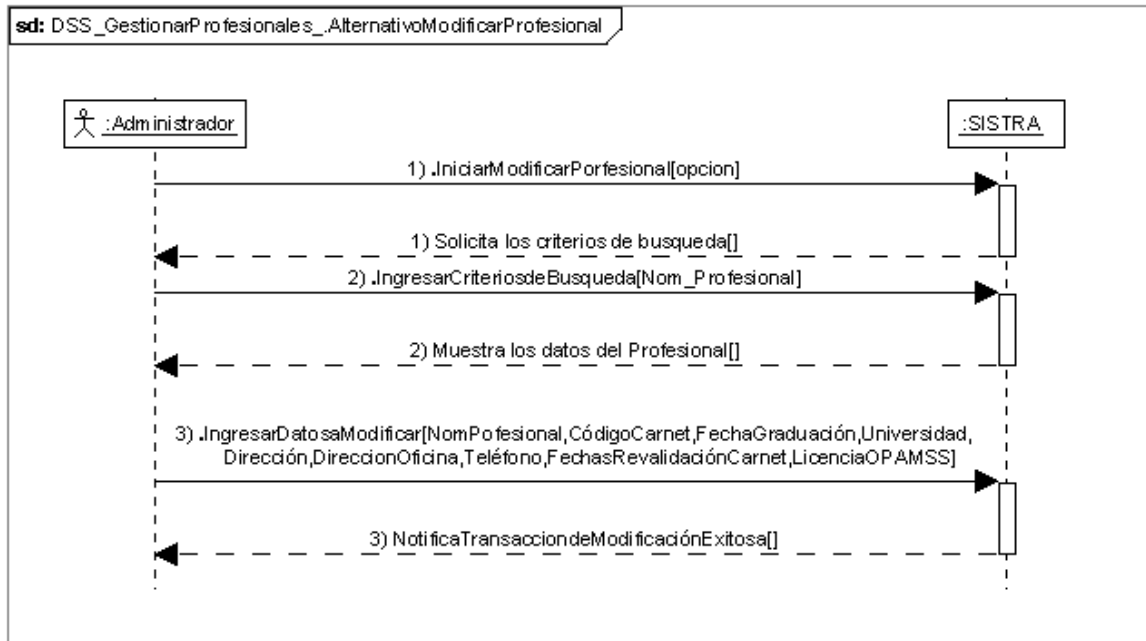 sd: DSS_GestionarProfesionales_.AlternativoModificarProfesional
:Administrador
:SISTRA
1) .IniciarModificarPorfesional[opcion]
1) Solicita los criterios de busqueda[]
2) .IngresarCriteriosdeBusqueda[Nom_Profesional]
2) Muestra los datos del Profesional[]
3) .IngresarDatosaModificar[NomPofesional,CódigoCarnet,FechaGraduación,Universidad,
Dirección,DireccionOficina,Teléfono,FechasRevalidaciónCarnet,LicenciaOPAMSS]
3) NotificaTransacciondeModificaciónExitosa[]